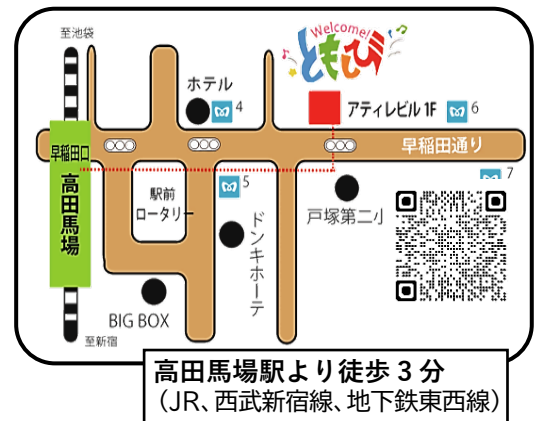 至池袋
Welcome!
ともしび
ホテル
4
アティレビル 1F
6
早稲田口
早稲田通り
高田馬場
7
5
駅前
ロータリー
戸塚第二小
ドンキホーテ
BIG BOX
至新宿
高田馬場駅より徒歩 3 分
(JR、西武新宿線、地下鉄東西線)